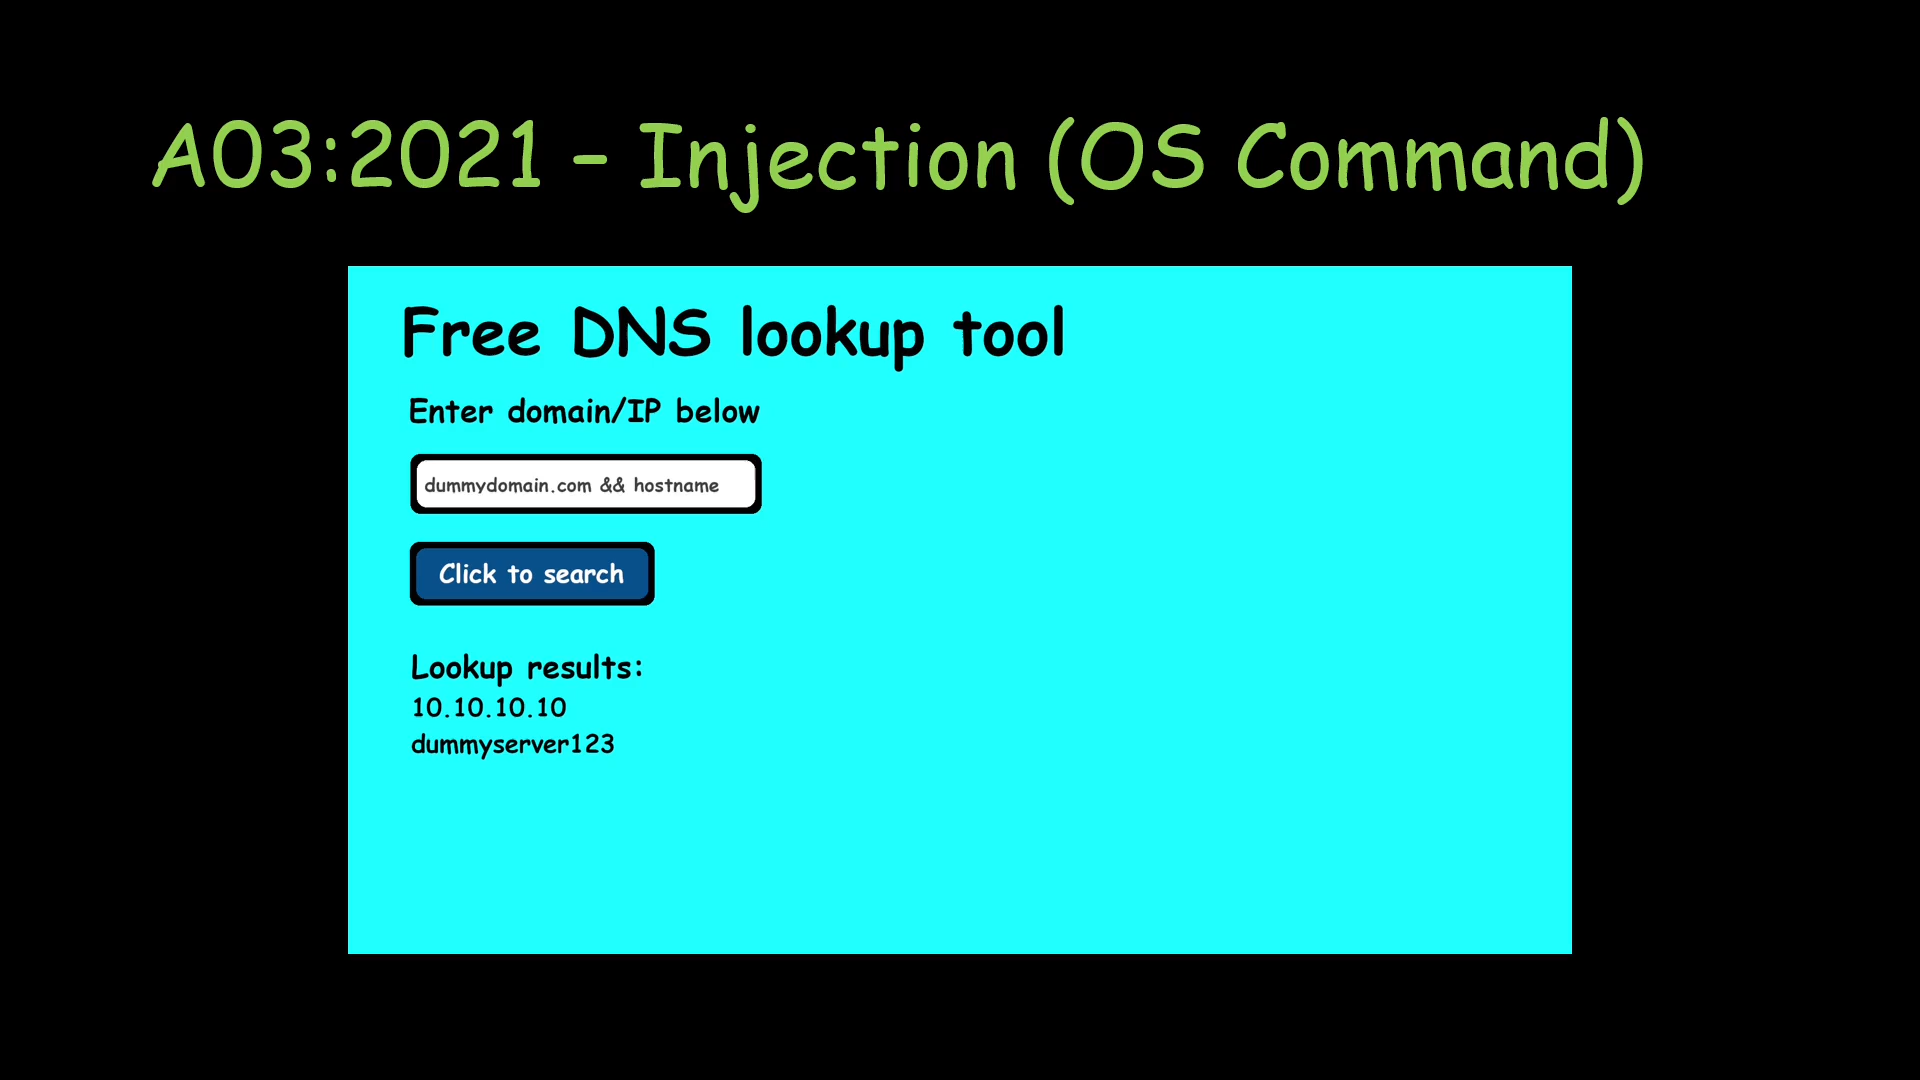 A03:2021 – Injection (OS Command)
Free DNS lookup tool
Enter domain/IP below
dummydomain.com && hostname
Click to search
Lookup results:
10.10.10.10
dummyserver123